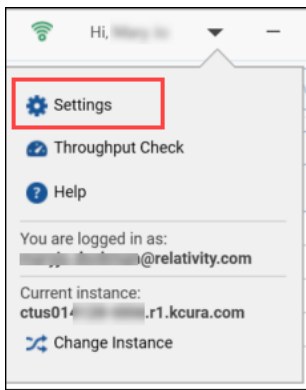 Hi,
Settings
Throughput Check
Help
You are logged in as:
@relativity.com
Current instance:
ctus014 .r1.kcura.com
Change Instance